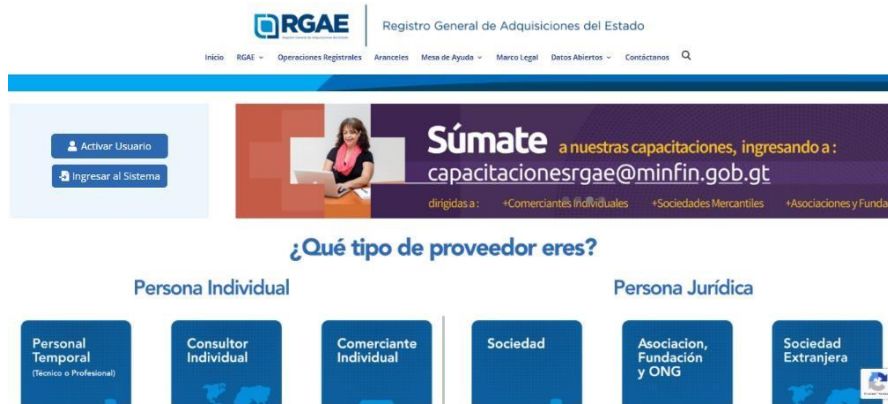 RGAE
Registro General de Adquisiciones del Estado
Inicio RGAE Operaciones Registrales Aranceles Mesa de Ayuda Marco Legal Datos Abiertos Contáctanos
Activar Usuario
Ingresar al Sistema
Súmate a nuestras capacitaciones, ingresando a :
capacitacionesrgae@minfin.gob.gt
dirigidas a : +Comerciantes Individuales +Sociedades Mercantiles +Asociaciones y Funda
¿Qué tipo de proveedor eres?
Persona Individual Persona Jurídica
Personal
Temporal
(Técnico o Profesional)
Consultor
Individual
Comerciante
Individual
Sociedad
Asociacion,
Fundación
y ONG
Sociedad
Extranjera